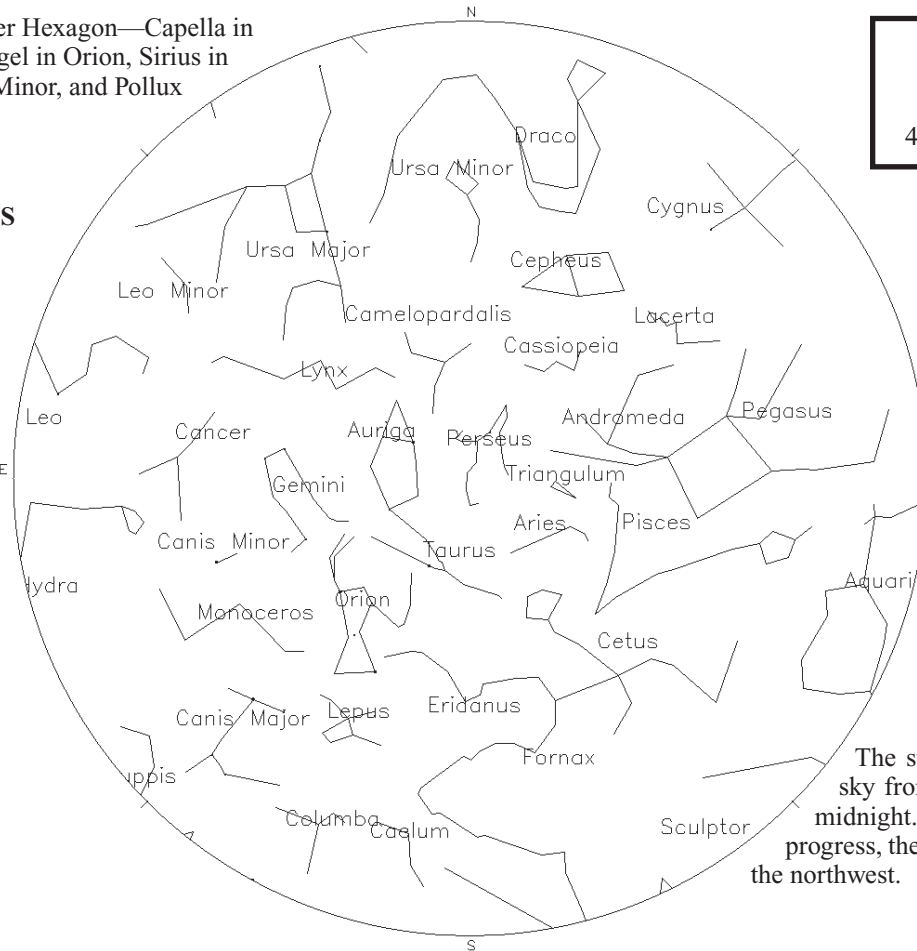 er Hexagon—Capella in
gel in Orion, Sirius in
Minor, and Pollux
N
4
S
Draco
Ursa Minor
Cygnus
Ursa Major
Cepheus
Leo Minor
Camelopardalis
Lacerta
Cassiopeia
Lynx
Leo
Cancer
Auriga
Perseus
Andromeda
Pegasus
E
Gemini
Triangulum
Canis Minor
Taurus
Aries
Pisces
Hydra
Monoceros
Orion
Aquari
Cetus
Canis Major
Lepus
Eridanus
uppis
Fornax
The s
sky fron
midnight.
progress, the
the northwest.
Columba
Caelum
Sculptor
S